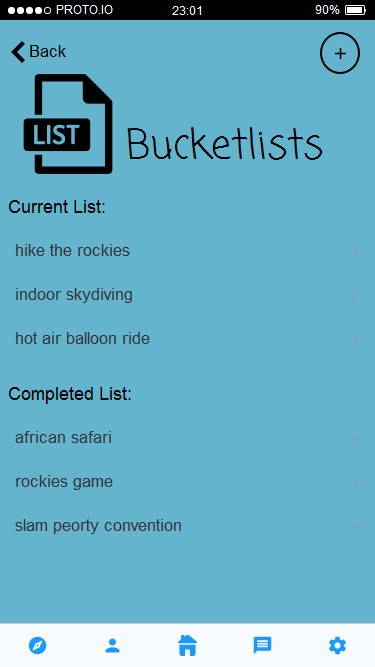 PROTO.IO 23:01 90%
Back +
LIST
Bucketlists
Current List:
hike the rockies
indoor skydiving
hot air balloon ride
Completed List:
african safari
rockies game
slam peorty convention